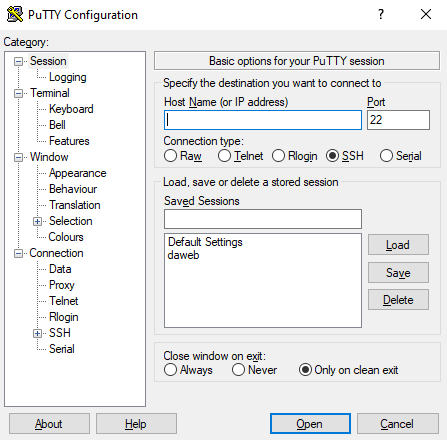 PuTTY Configuration
Category:
Session
Logging
Terminal
Keyboard
Bell
Features
Window
Appearance
Behaviour
Translation
Selection
Colours
Connection
Data
Proxy
Telnet
Rlogin
SSH
Serial
Basic options for your PuTTY session
Specify the destination you want to connect to
Host Name (or IP address) Port
22
Connection type:
Raw Telnet Rlogin SSH Serial
Load, save or delete a stored session
Saved Sessions
Default Settings
daweb
Load
Save
Delete
Close window on exit:
Always Never Only on clean exit
About Help Open Cancel